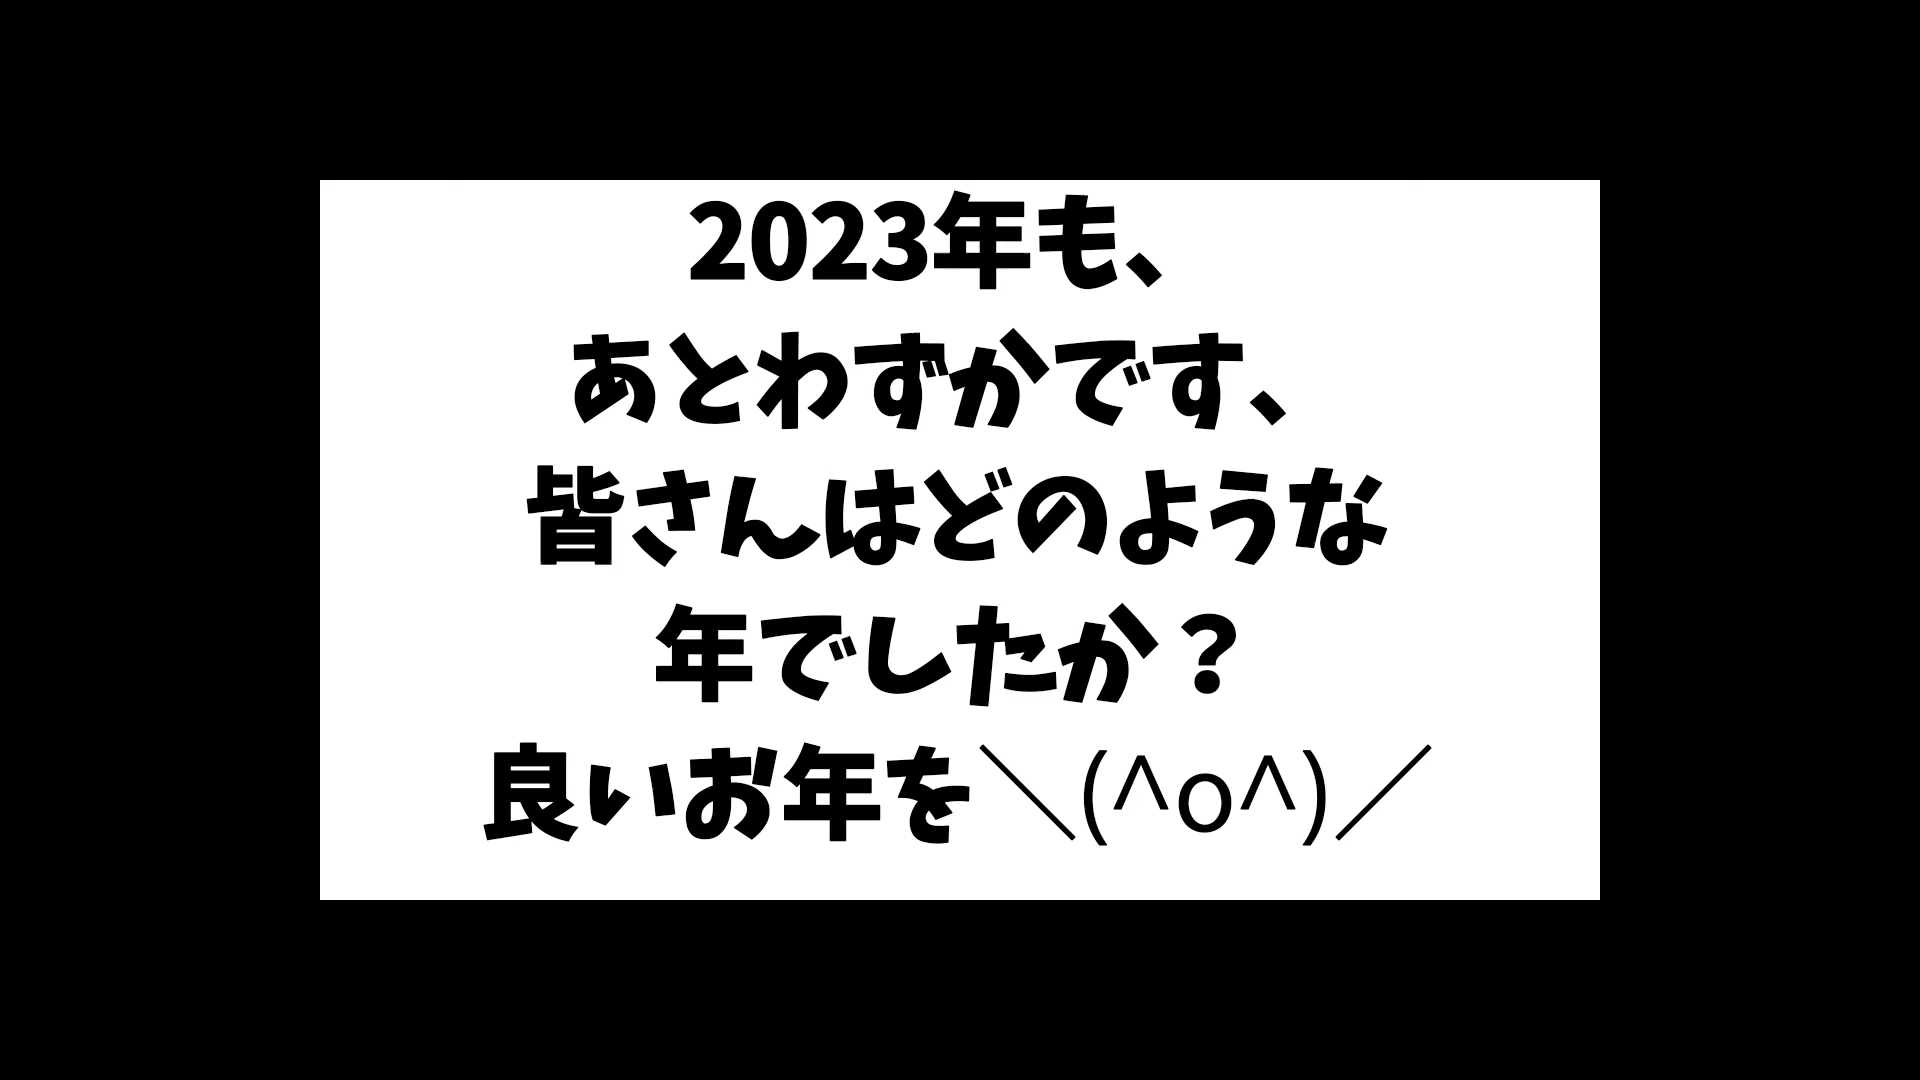 2023年も、
あとわずかです、
皆さんはどのような
年でしたか？
良いお年を＼(^o^)／